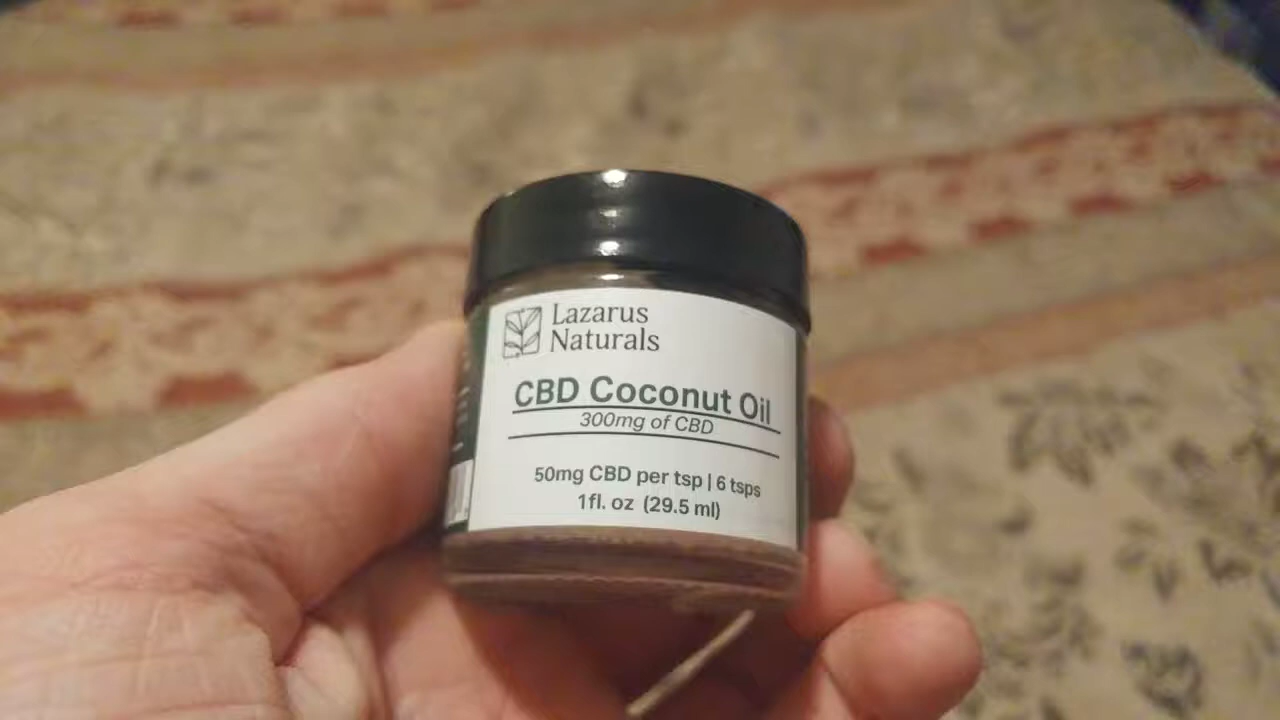 Lazarus
Naturals
CBD Coconut Oil
300mg of CBD
50mg CBD per tsp | 6 tsps
1fl. oz (29.5 ml)